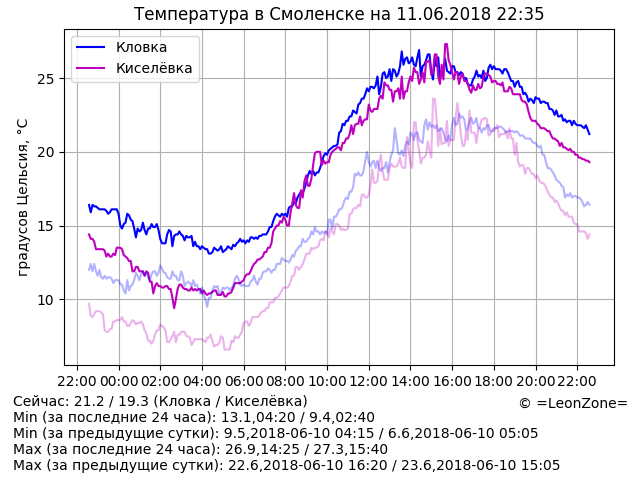 Температура в Смоленске на 11.06.2018 22:35
Кловка
Киселёвка
градусов Цельсия, °C
25
20
15
10
22:00 00:00 02:00 04:00 06:00 08:00 10:00 12:00 14:00 16:00 18:00 20:00 22:00
Сейчас: 21.2 / 19.3 (Кловка / Киселёвка)
© =LeonZone=
Min (за последние 24 часа): 13.1,04:20 / 9.4,02:40
Min (за предыдущие сутки): 9.5,2018-06-10 04:15 / 6.6,2018-06-10 05:05
Max (за последние 24 часа): 26.9,14:25 / 27.3,15:40
Max (за предыдущие сутки): 22.6,2018-06-10 16:20 / 23.6,2018-06-10 15:05